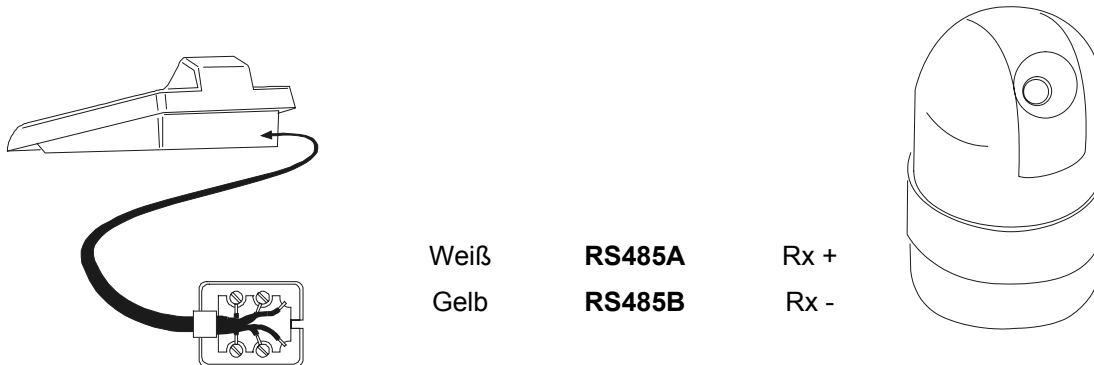 Weiß RS485A Rx +
Gelb RS485B Rx -